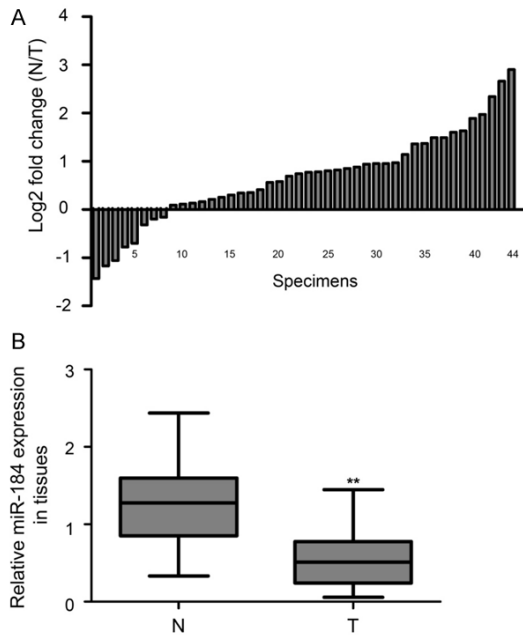 A
Log2 fold change (N/T)
4
3
2
1
0
-1
-2
5
10
15
20
25
30
35
40
44
Specimens
B
Relative miR-184 expression
in tissues
3
2
1
0
**
N
T